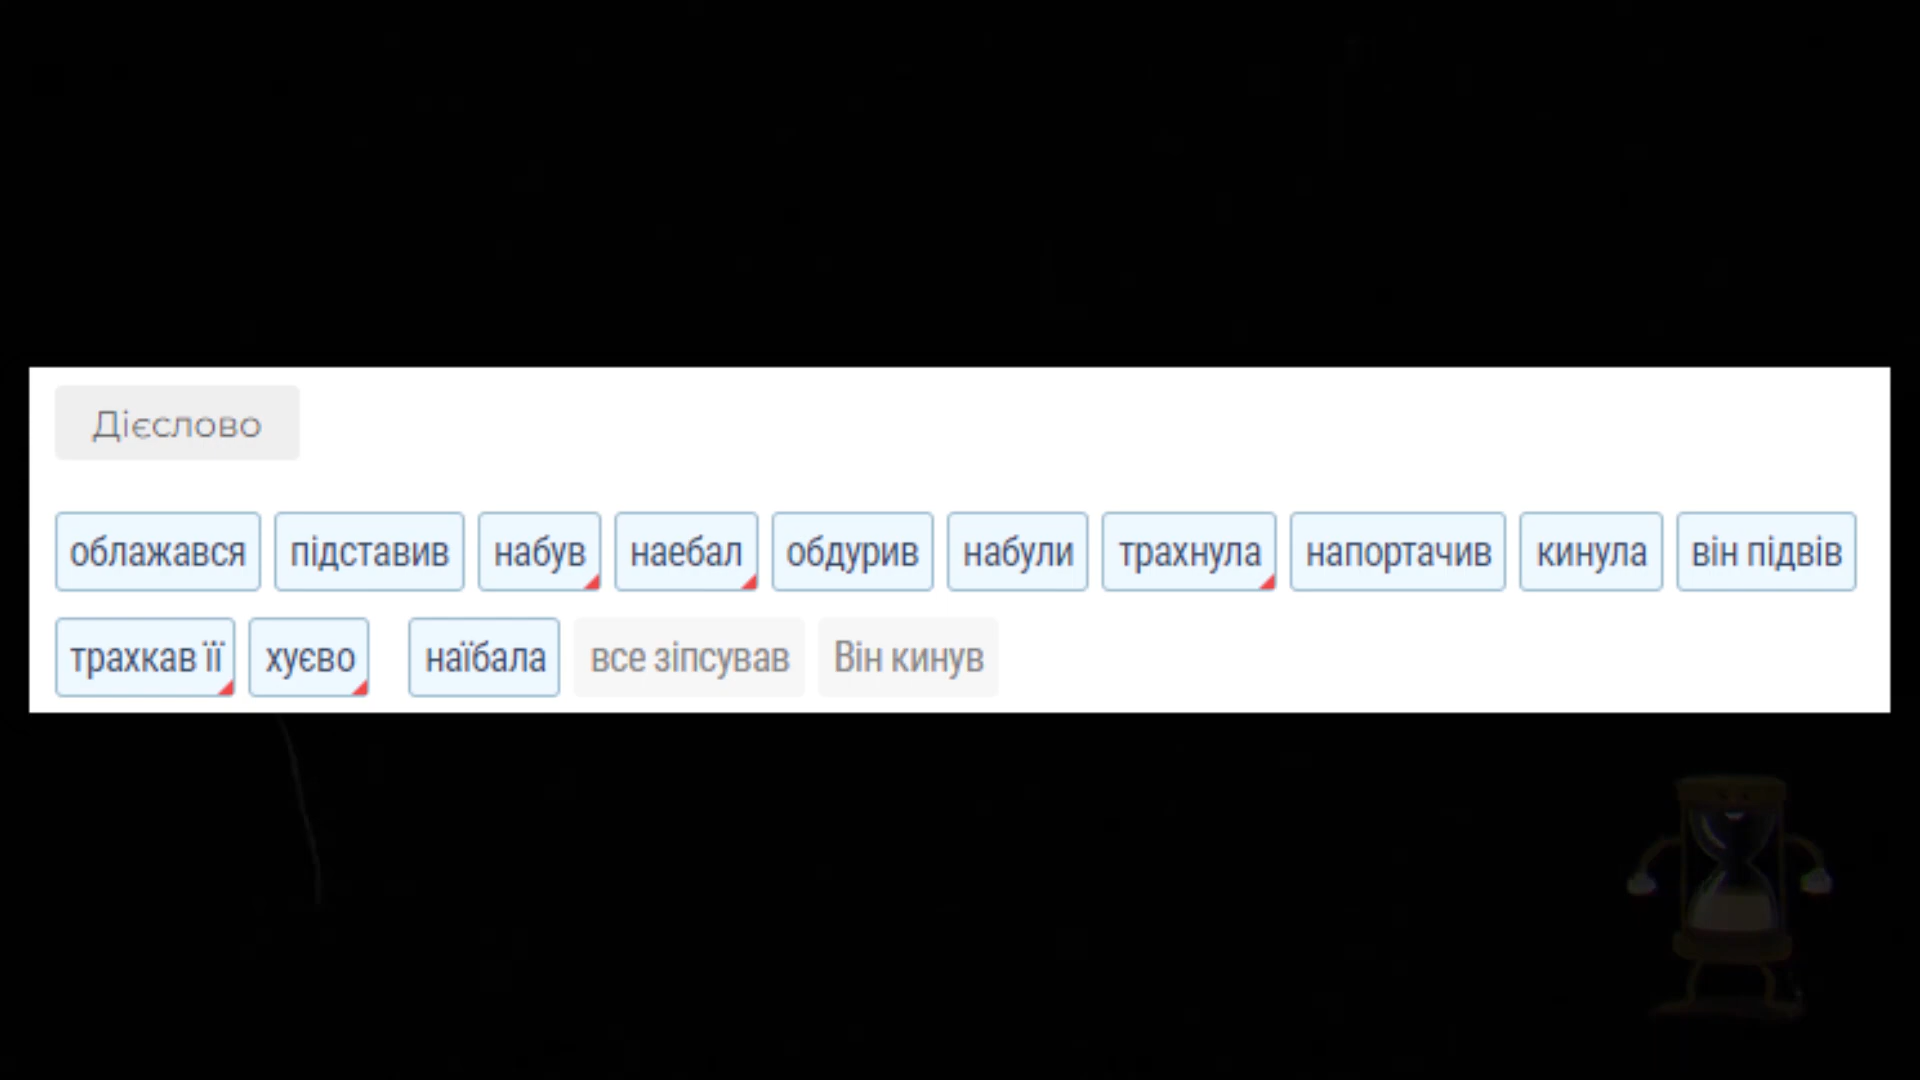 Дієслово
облажався підставив набув наебал обдурив набули трахнула напортачив кинула він підвів
трахкав її хуєво наїбала все зіпсував Він кинув